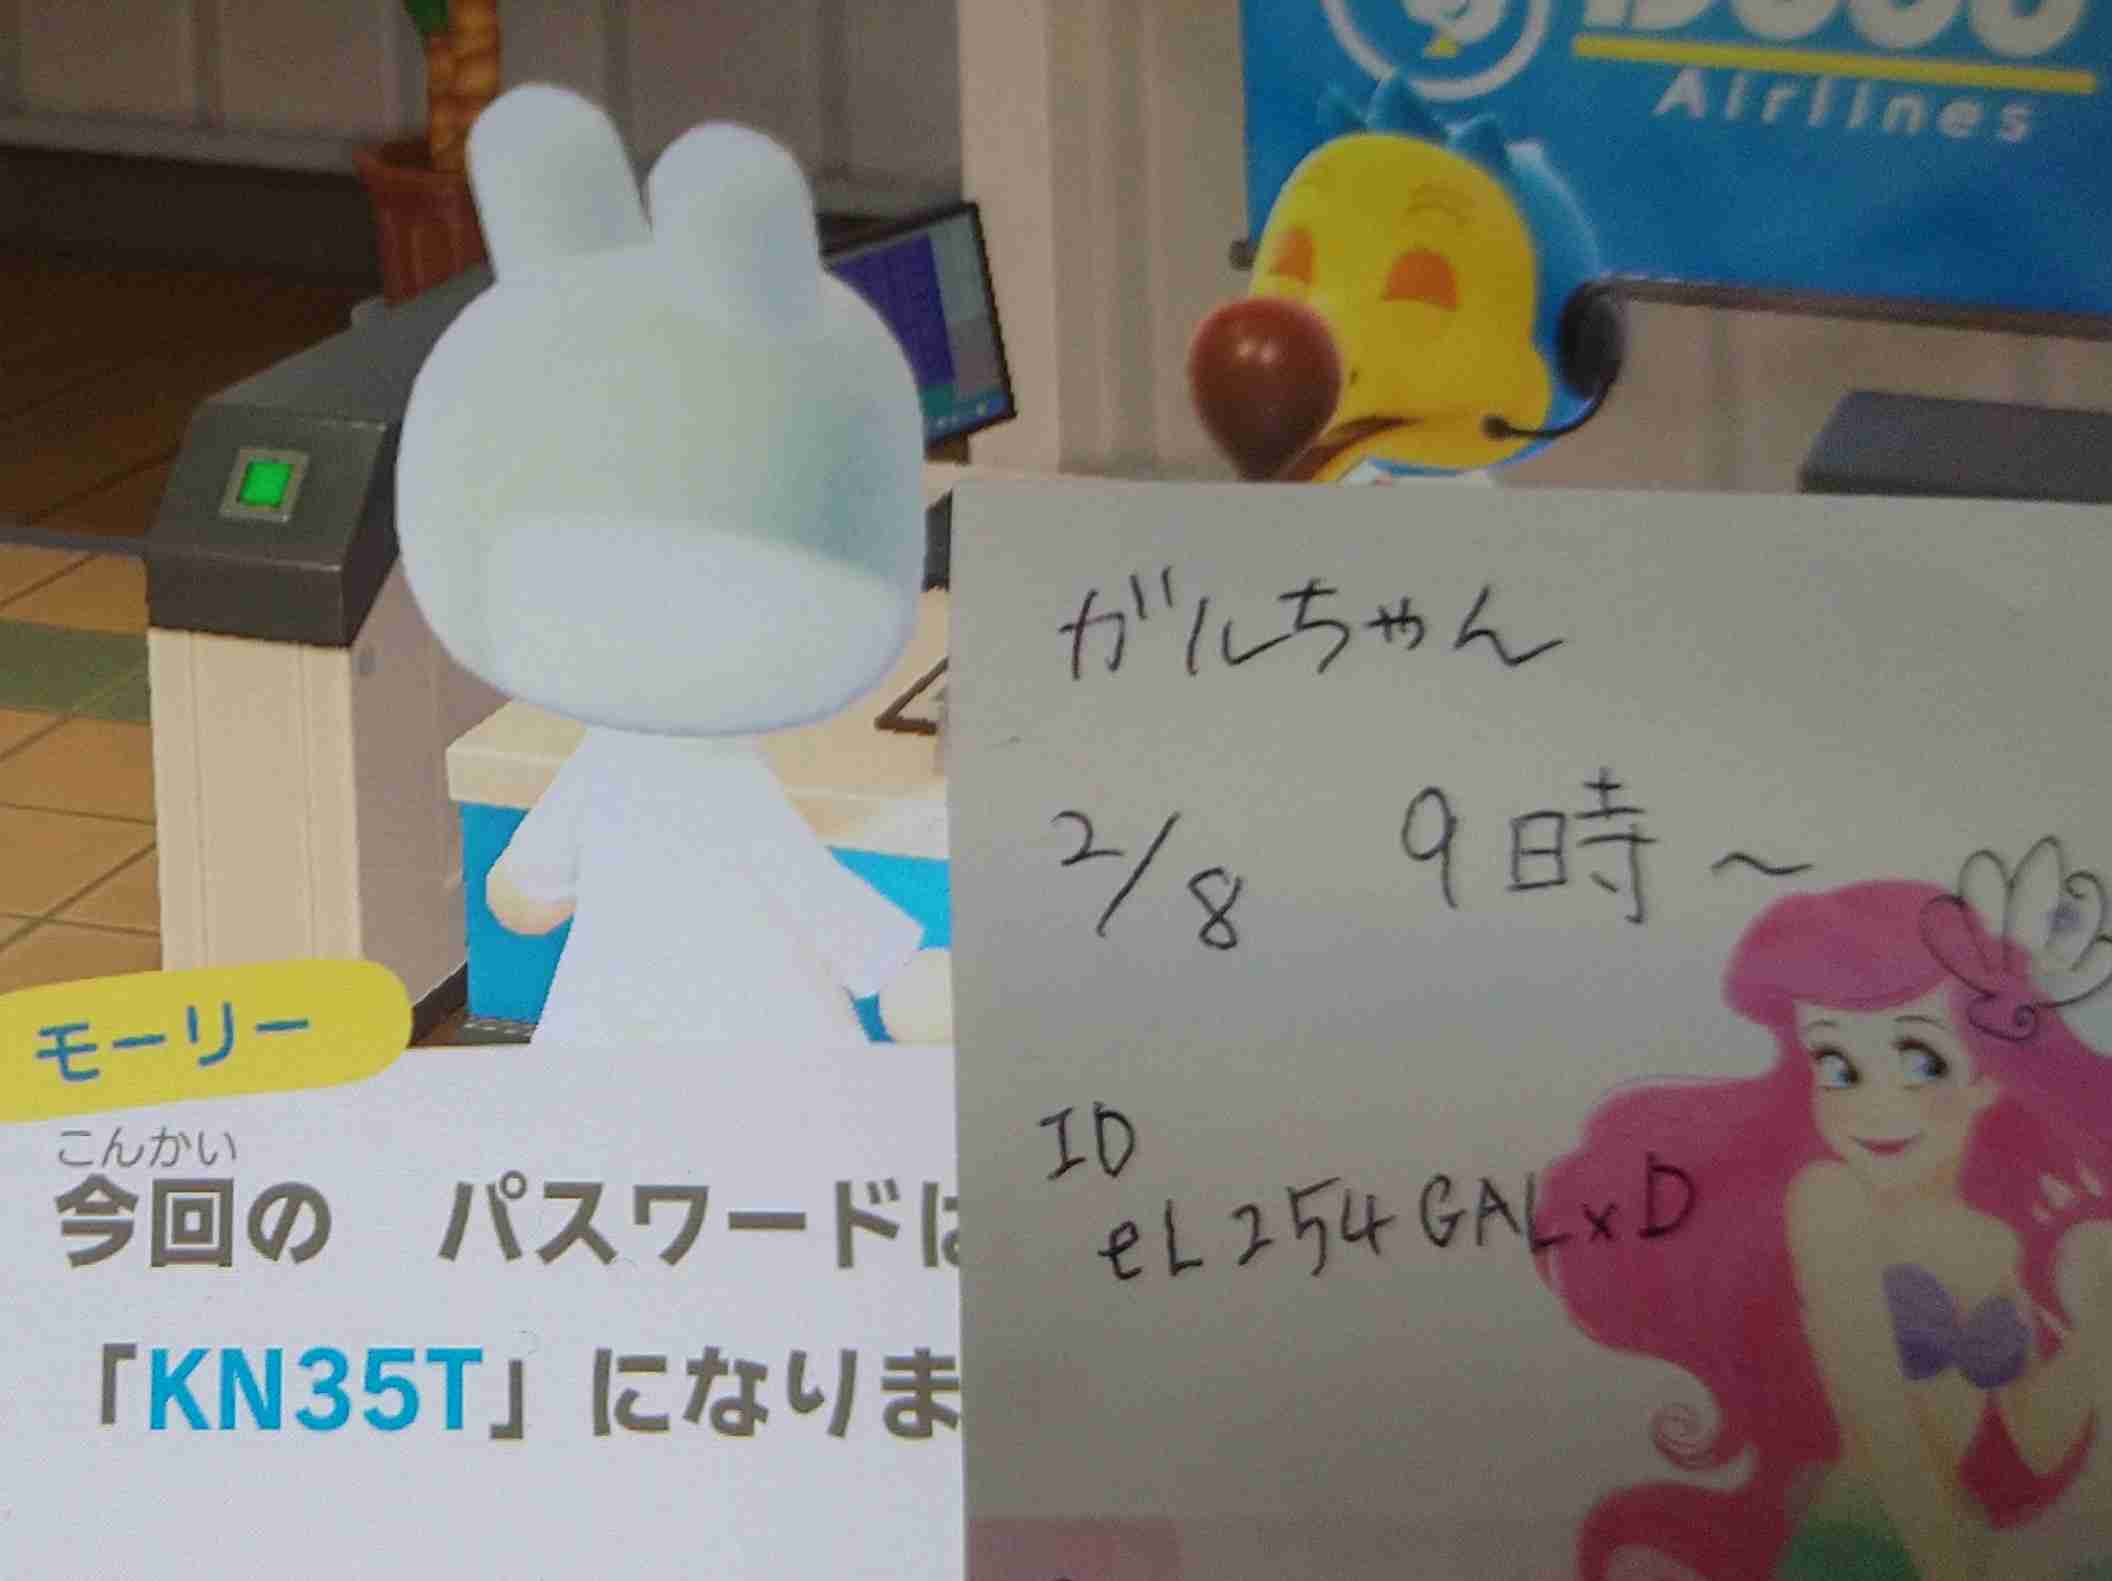 Airlines
モーリー
こんかい
今回の パスワードは
「KN35T」になりま
ガルちゃん
2/8 9時～
ID
eL254GALxD